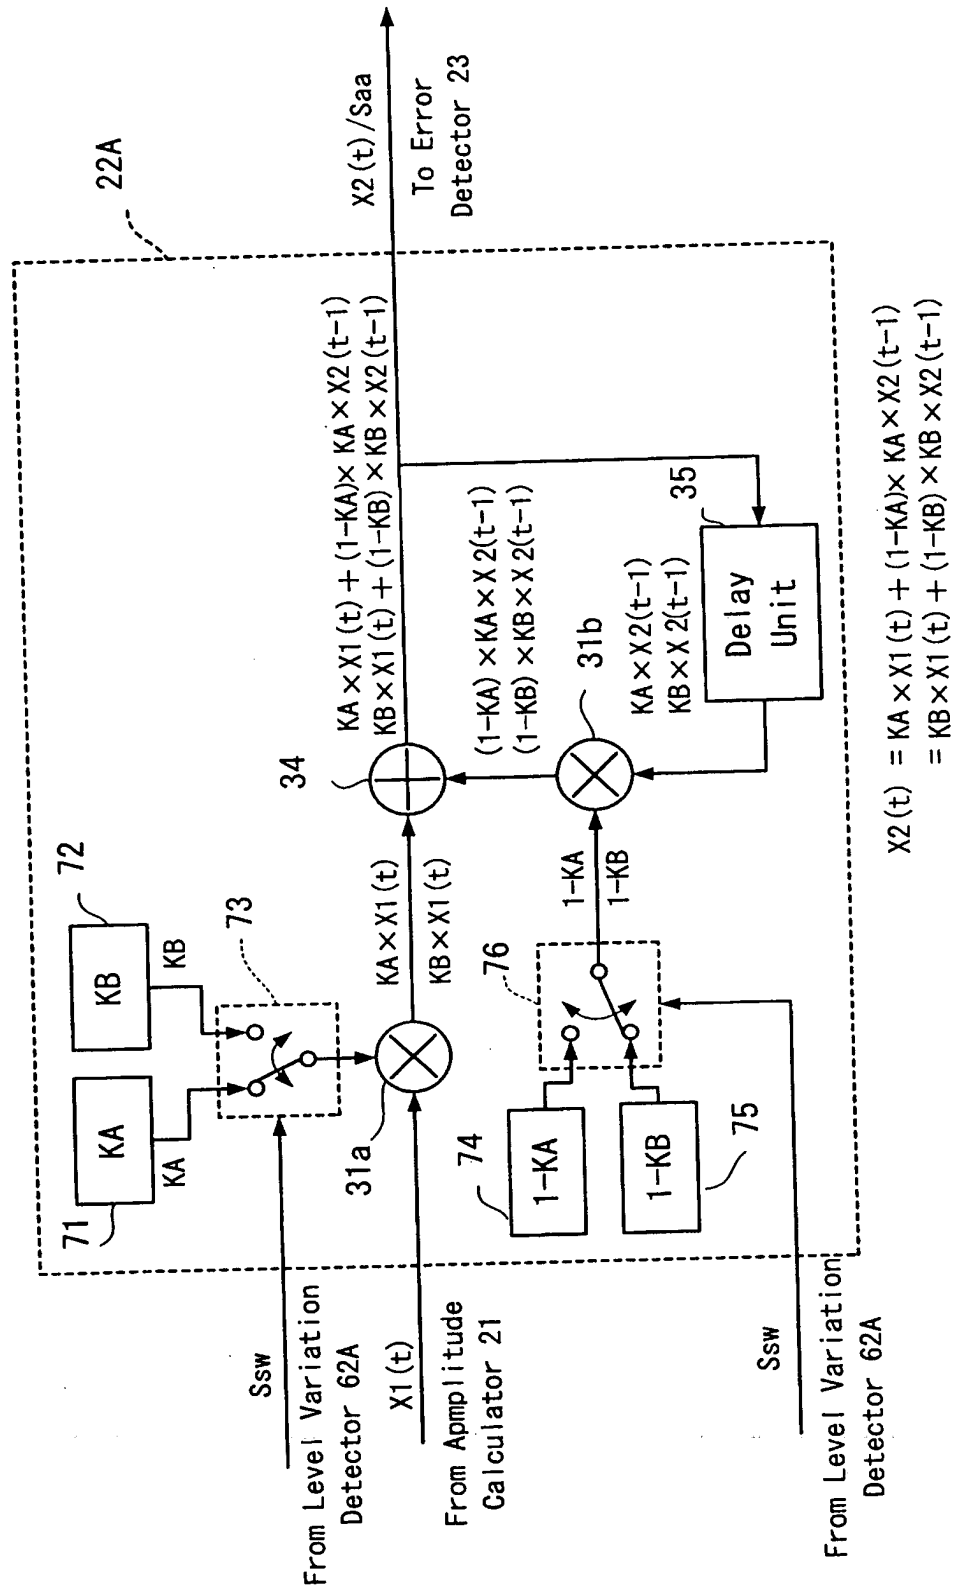 22A
72
KB
KB
71
KA
KA
73
Ssw
From Level Variation
Detector 62A
X1(t)
From Apmplitude
Calculator 21
31a
KA×X1(t)
KB×X1(t)
34
KA×X1(t)+(1-KA)×KA×X2(t-1)
KB×X1(t)+(1-KB)×KB×X2(t-1)
X2(t)/Saa
To Error
Detector 23
(1-KA)×KA×X2(t-1)
(1-KB)×KB×X2(t-1)
31b
KA×X2(t-1)
KB×X2(t-1)
35
Delay
Unit
76
1-KA
1-KB
74
1-KA
1-KB
75
Ssw
From Level Variation
Detector 62A
X2(t) =KA×X1(t)+(1-KA)×KA×X2(t-1)
=KB×X1(t)+(1-KB)×KB×X2(t-1)